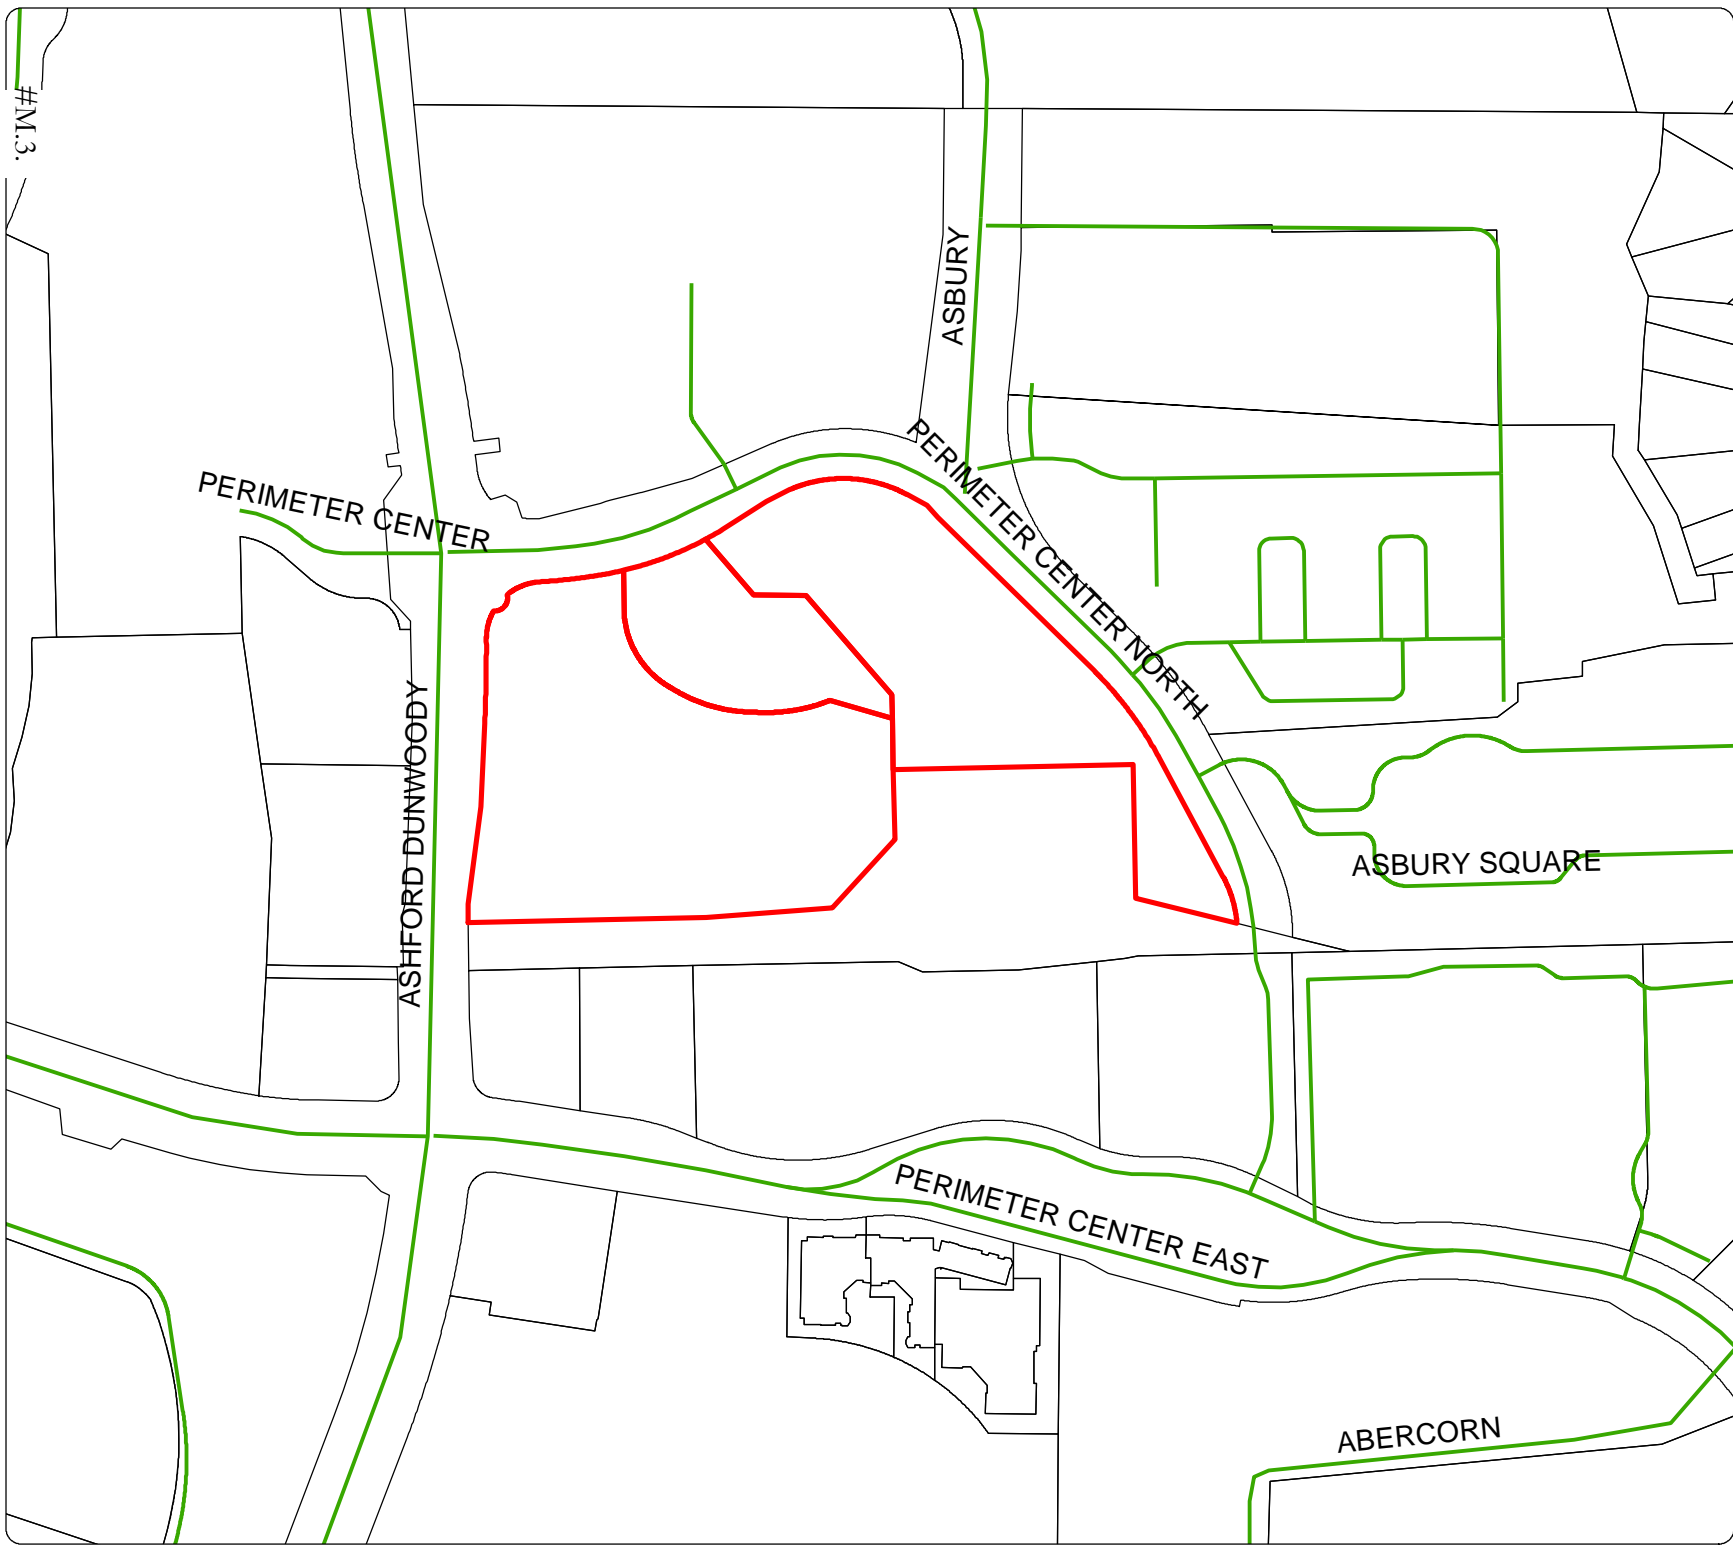 #M.3.
ASBURY
PERIMETER CENTER
PERIMETER CENTER NORTH
ASHFORD DUNWOODY
ASBURY SQUARE
PERIMETER CENTER EAST
ABERCORN